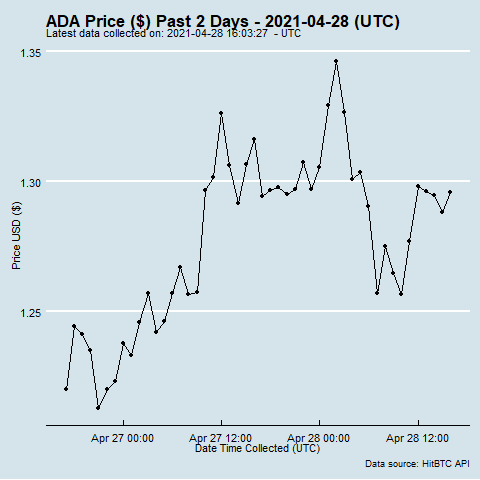 ADA Price ($) Past 2 Days - 2021-04-28 (UTC)
Latest data collected on: 2021-04-28 16:03:27 - UTC
1.35
1.30
1.25
Price USD ($)
Apr 27 00:00 Apr 27 12:00 Apr 28 00:00 Apr 28 12:00
Date Time Collected (UTC)
Data source: HitBTC API